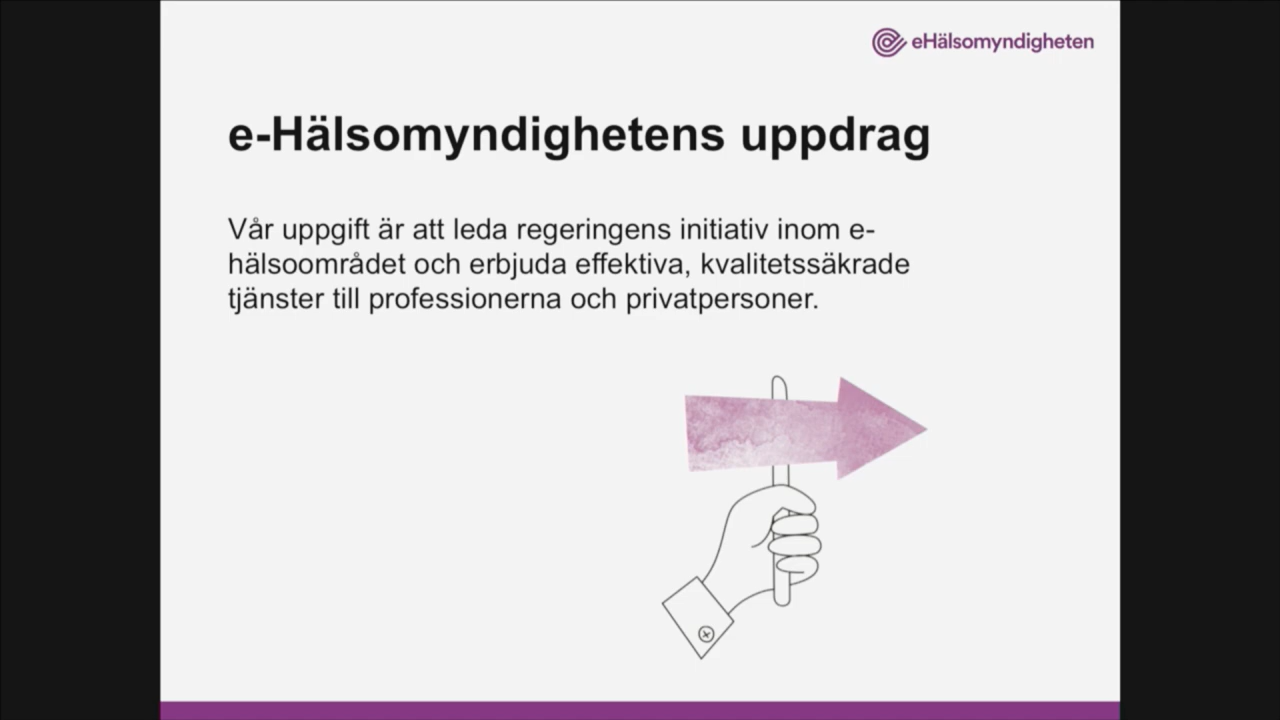 eHälsomyndigheten
e-Hälsomyndighetens uppdrag
Vår uppgift är att leda regeringens initiativ inom e-
hälsoområdet och erbjuda effektiva, kvalitetssäkrade
tjänster till professionerna och privatpersoner.